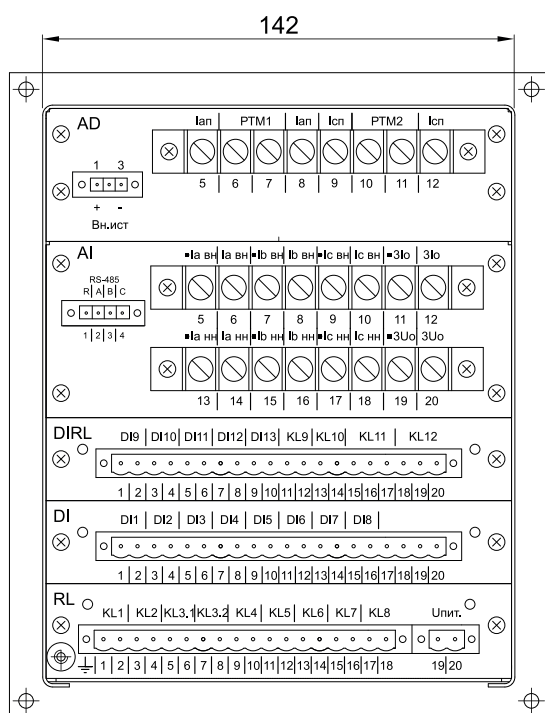 142
AD
Iап PTM1 Iап Iсп PTM2 Iсп
1 3
5 6 7 8 9 10 11 12
+ -
Вн.ист
AI
▪Ia вн Ia вн ▪Ib вн Ib вн ▪Ic вн Ic вн ▪3Io 3Io
RS-485
R A B C
5 6 7 8 9 10 11 12
1 2 3 4
▪Ia нн Ia нн ▪Ib нн Ib нн ▪Ic нн Ic нн ▪3Uo 3Uo
13 14 15 16 17 18 19 20
DIRL
DI9 DI10 DI11 DI12 DI13 KL9 KL10 KL11 KL12
1 2 3 4 5 6 7 8 9 10 11 12 13 14 15 16 17 18 19 20
DI
DI1 DI2 DI3 DI4 DI5 DI6 DI7 DI8
1 2 3 4 5 6 7 8 9 10 11 12 13 14 15 16 17 18 19 20
RL
KL1 KL2 KL3.1 KL3.2 KL4 KL5 KL6 KL7 KL8 Uпит.
1 2 3 4 5 6 7 8 9 10 11 12 13 14 15 16 17 18 19 20